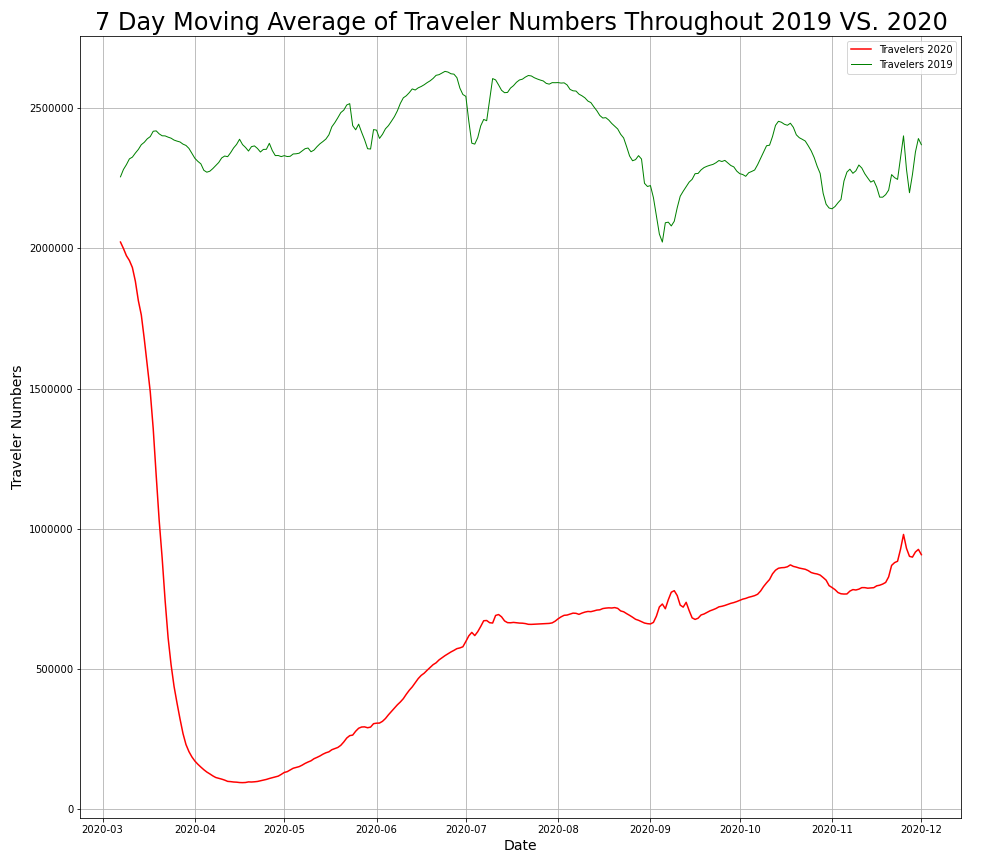 7 Day Moving Average of Traveler Numbers Throughout 2019 VS. 2020
Travelers 2020
Travelers 2019
2500000
2000000
1500000
1000000
500000
0
Traveler Numbers
2020-03 2020-04 2020-05 2020-06 2020-07 2020-08 2020-09 2020-10 2020-11 2020-12
Date